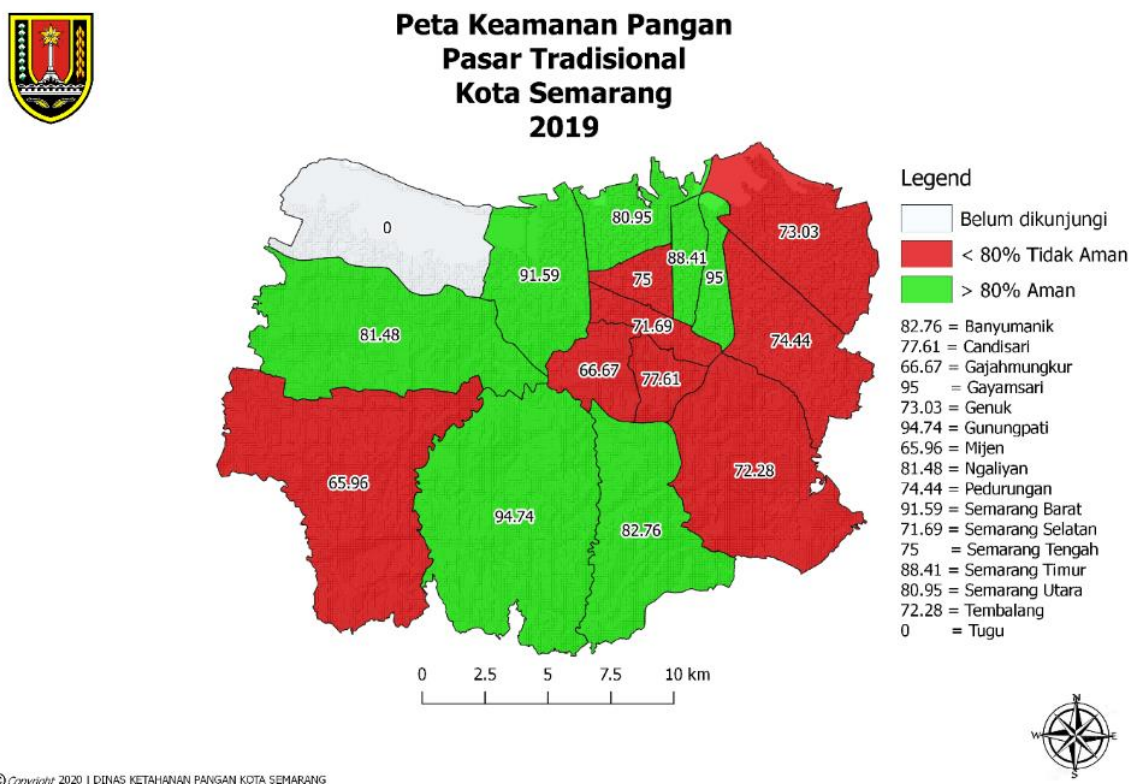 Peta Keamanan Pangan
Pasar Tradisional
Kota Semarang
2019
0
80.95
73.03
88.41
91.59
75
95
81.48
71.69
74.44
66.67
77.61
65.96
72.28
94.74
82.76
Legend
Belum dikunjungi
< 80% Tidak Aman
> 80% Aman
82.76 = Banyumanik
77.61 = Candisari
66.67 = Gajahmungkur
95 = Gayamsari
73.03 = Genuk
94.74 = Gunungpati
65.96 = Mijen
81.48 = Ngaliyan
74.44 = Pedurungan
91.59 = Semarang Barat
71.69 = Semarang Selatan
75 = Semarang Tengah
88.41 = Semarang Timur
80.95 = Semarang Utara
72.28 = Tembalang
0 = Tugu
0 2.5 5 7.5 10 km
N
W E
S
© Copyright 2020 | DINAS KETAHANAN PANGAN KOTA SEMARANG